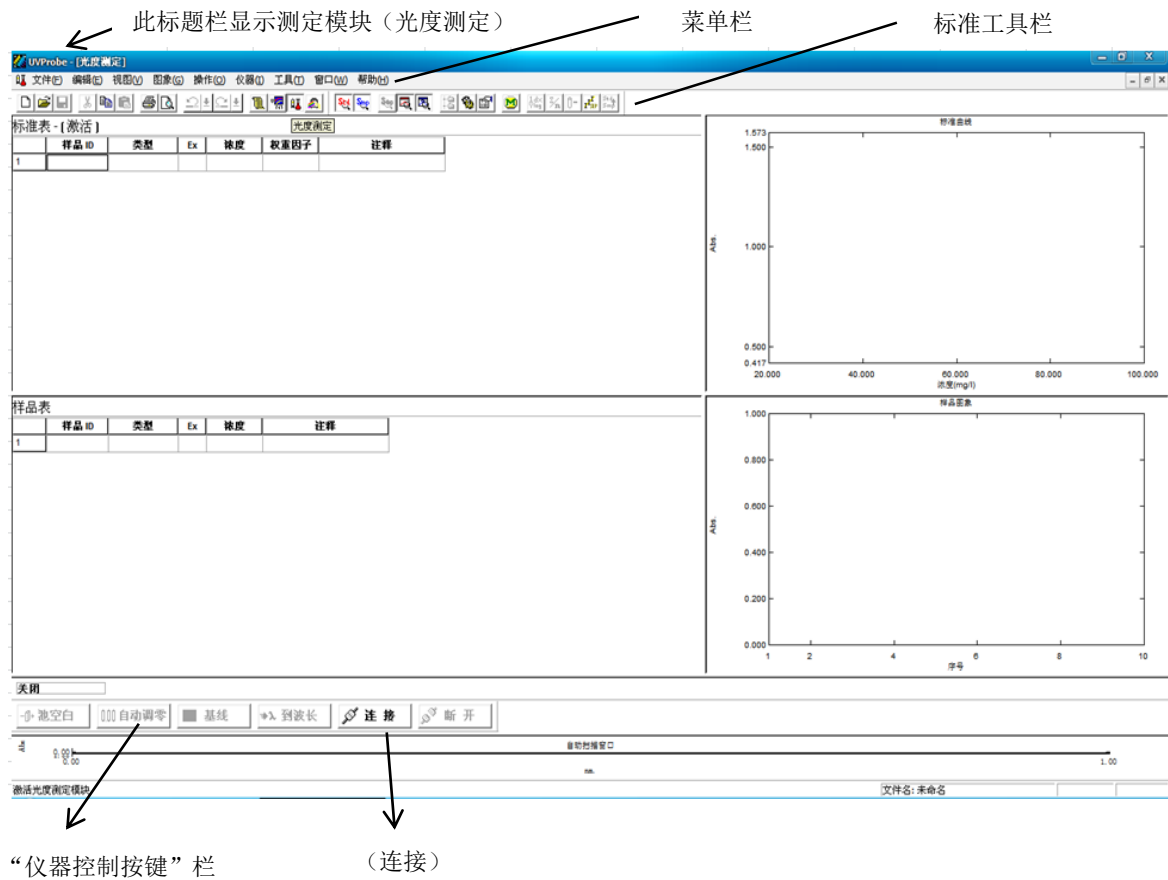 此标题栏显示测定模块（光度测定） 菜单栏 标准工具栏
UVProbe - [光度测定]
文件(F) 编辑(E) 视图(V) 图象(G) 操作(O) 仪器(I) 工具(T) 窗口(W) 帮助(H)
标准表 - [ 激活 ]
光度测定
样品 ID 类型 Ex 浓度 权重因子 注释
1
标准曲线
1.573
1.500
1.000
0.500
0.417
Abs.
20.000 40.000 60.000 80.000 100.000
浓度(mg/l)
样品表
样品 ID 类型 Ex 浓度 注释
1
样品图象
1.000
0.800
0.600
0.400
0.200
0.000
Abs.
1 2 4 6 8 10
序号
关闭
池空白 自动调零 基线 到波长 连接 断开
自动扫描窗口
Abs
0.00
0.00 1.00
nm.
激活光度测定模块 文件名: 未命名
“仪器控制按键”栏 （连接）